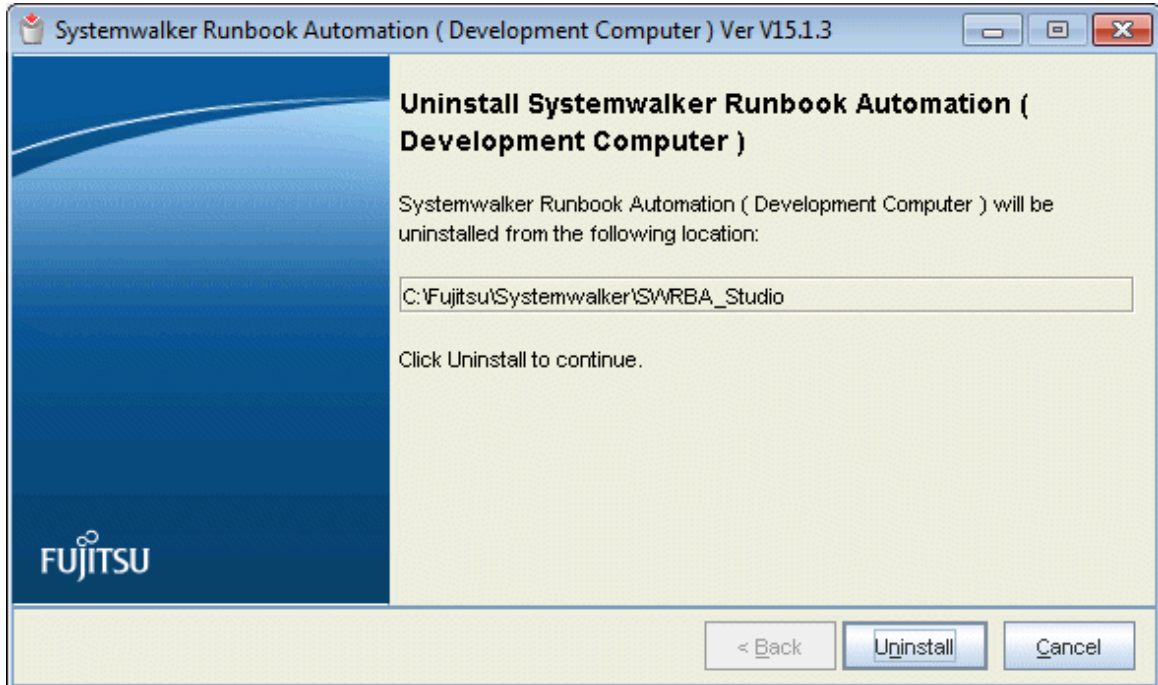 Systemwalker Runbook Automation ( Development Computer ) Ver V15.1.3
Uninstall Systemwalker Runbook Automation (
Development Computer )
Systemwalker Runbook Automation ( Development Computer ) will be
uninstalled from the following location:
C:\Fujitsu\Systemwalker\SWRBA_Studio
Click Uninstall to continue.
FUJITSU
< Back
Uninstall
Cancel